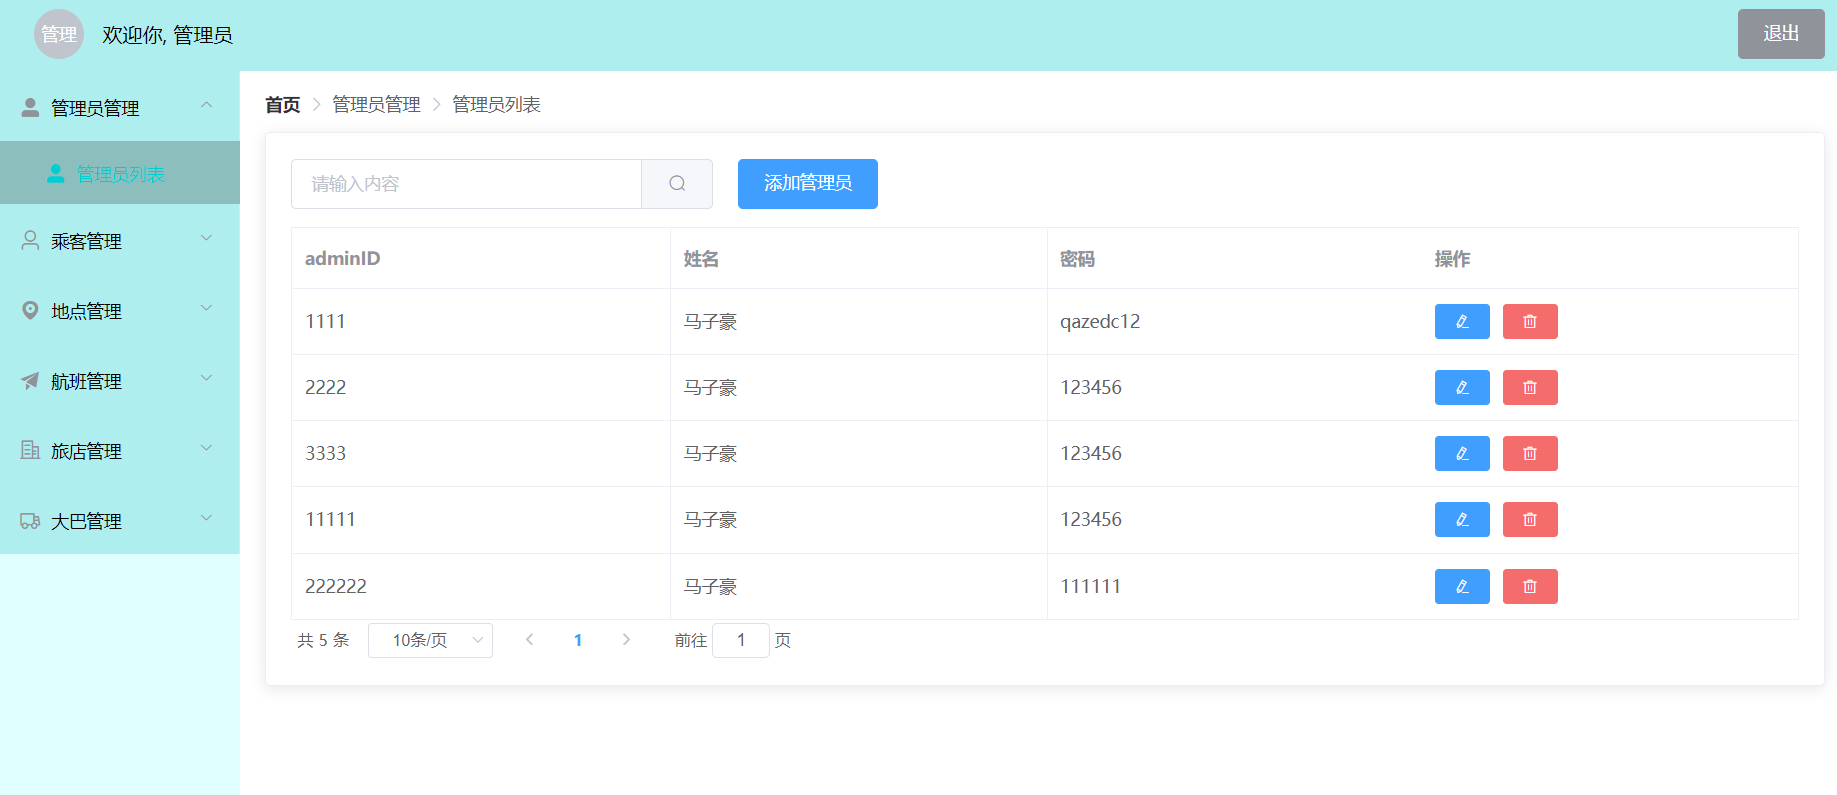 管理 欢迎你, 管理员 退出
管理员管理
管理员列表
乘客管理
地点管理
航班管理
旅店管理
大巴管理
首页 管理员管理 管理员列表
请输入内容 添加管理员
adminID 姓名 密码 操作
1111 马子豪 qazedc12
2222 马子豪 123456
3333 马子豪 123456
11111 马子豪 123456
222222 马子豪 111111
共 5 条 10条/页 1 前往 1 页